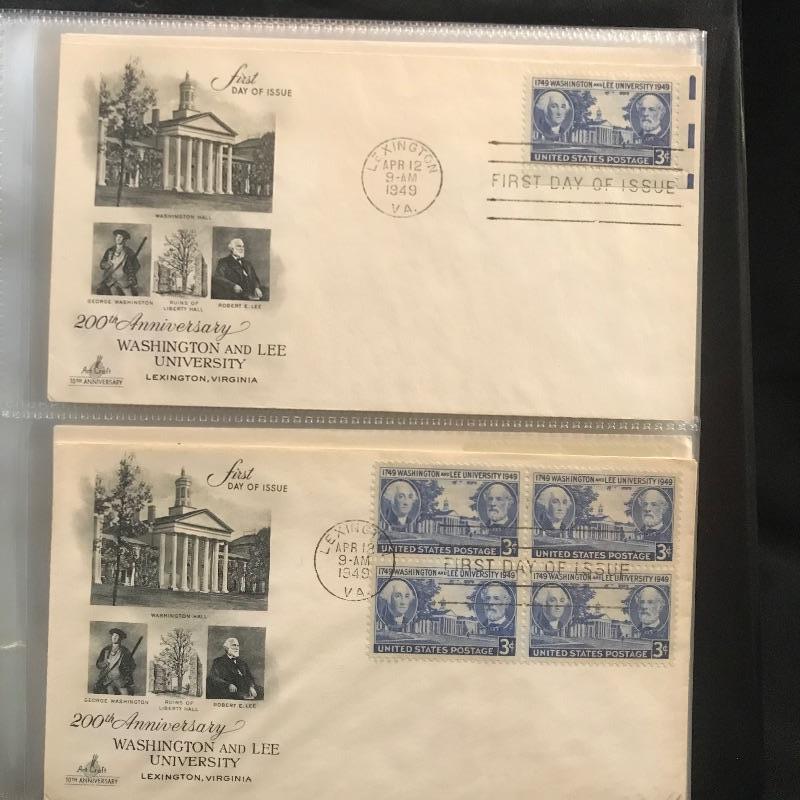 First
DAY OF ISSUE
WASHINGTON HALL
GEORGE WASHINGTON
RUINS OF
LIBERTY HALL
ROBERT E. LEE
200th Anniversary
WASHINGTON AND LEE
UNIVERSITY
LEXINGTON, VIRGINIA
Art Craft
10TH ANNIVERSARY
LEXINGTON
APR 12
9-AM
1949
VA.
1749 WASHINGTON AND LEE UNIVERSITY 1949
UNITED STATES POSTAGE 3¢
FIRST DAY OF ISSUE
First
DAY OF ISSUE
WASHINGTON HALL
GEORGE WASHINGTON
RUINS OF
LIBERTY HALL
ROBERT E. LEE
200th Anniversary
WASHINGTON AND LEE
UNIVERSITY
LEXINGTON, VIRGINIA
Art Craft
10TH ANNIVERSARY
LEXINGTON
APR 12
9-AM
1949
VA.
1749 WASHINGTON AND LEE UNIVERSITY 1949
UNITED STATES POSTAGE 3¢
1749 WASHINGTON AND LEE UNIVERSITY 1949
UNITED STATES POSTAGE 3¢
FIRST DAY OF ISSUE
1749 WASHINGTON AND LEE UNIVERSITY 1949
UNITED STATES POSTAGE 3¢
1749 WASHINGTON AND LEE UNIVERSITY 1949
UNITED STATES POSTAGE 3¢